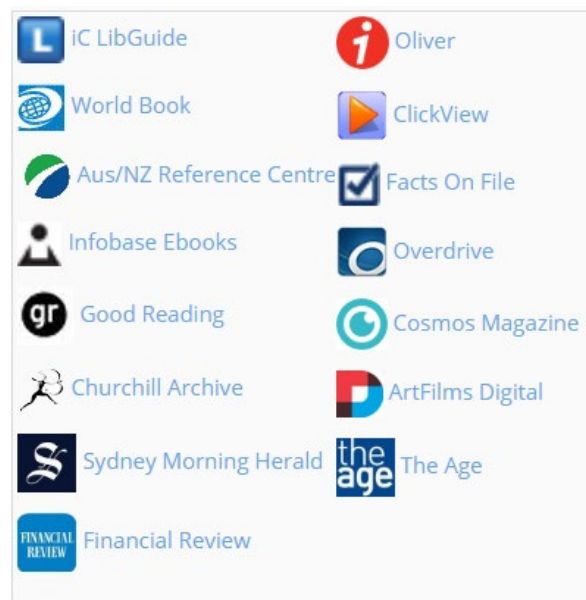 L iC LibGuide
i Oliver
World Book
ClickView
Aus/NZ Reference Centre
Facts On File
Infobase Ebooks
Overdrive
gr Good Reading
Cosmos Magazine
Churchill Archive
ArtFilms Digital
S Sydney Morning Herald
the age The Age
FINANCIAL REVIEW Financial Review